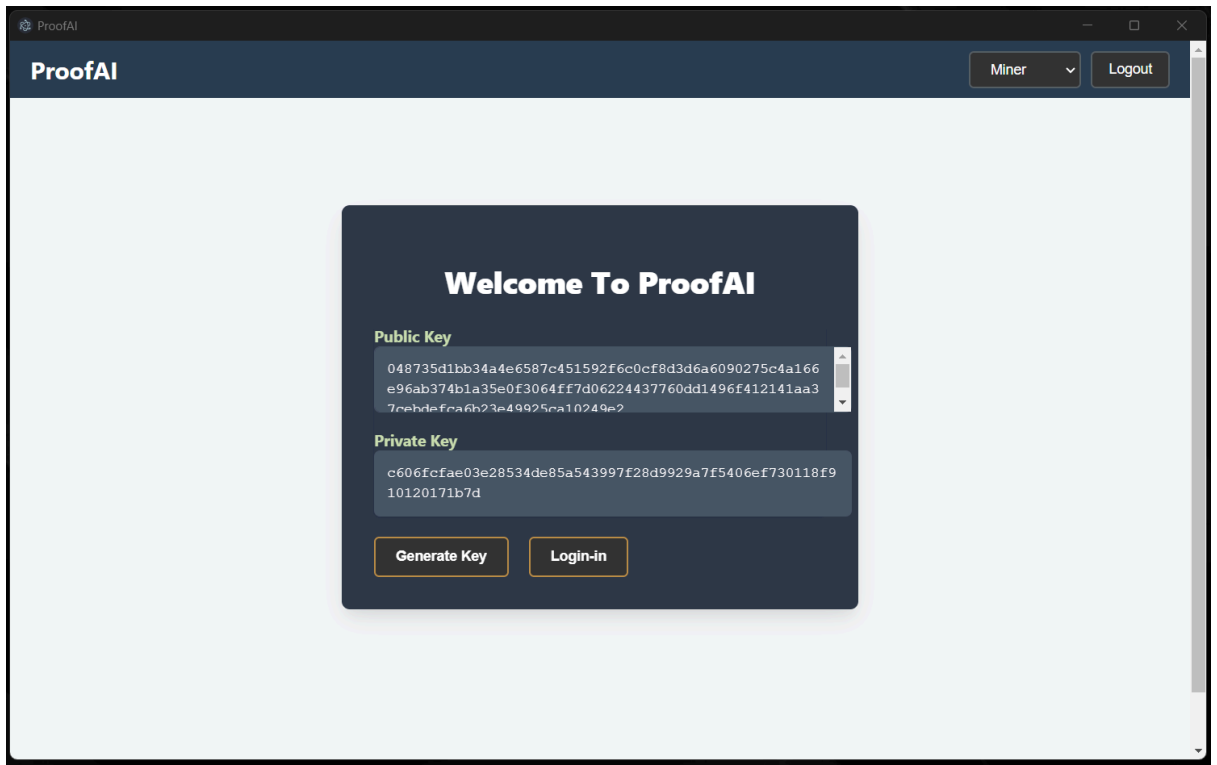 ProofAI
ProofAI
Miner
Logout
Welcome To ProofAI
Public Key
048735d1bb34a4e6587c451592f6c0cf8d3d6a6090275c4a166
e96ab374b1a35e0f3064ff7d06224437760dd1496f412141aa3
7cebdefca6b23e49925ca10249e2
Private Key
c606fcfae03e28534de85a543997f28d9929a7f5406ef730118f9
10120171b7d
Generate Key
Login-in